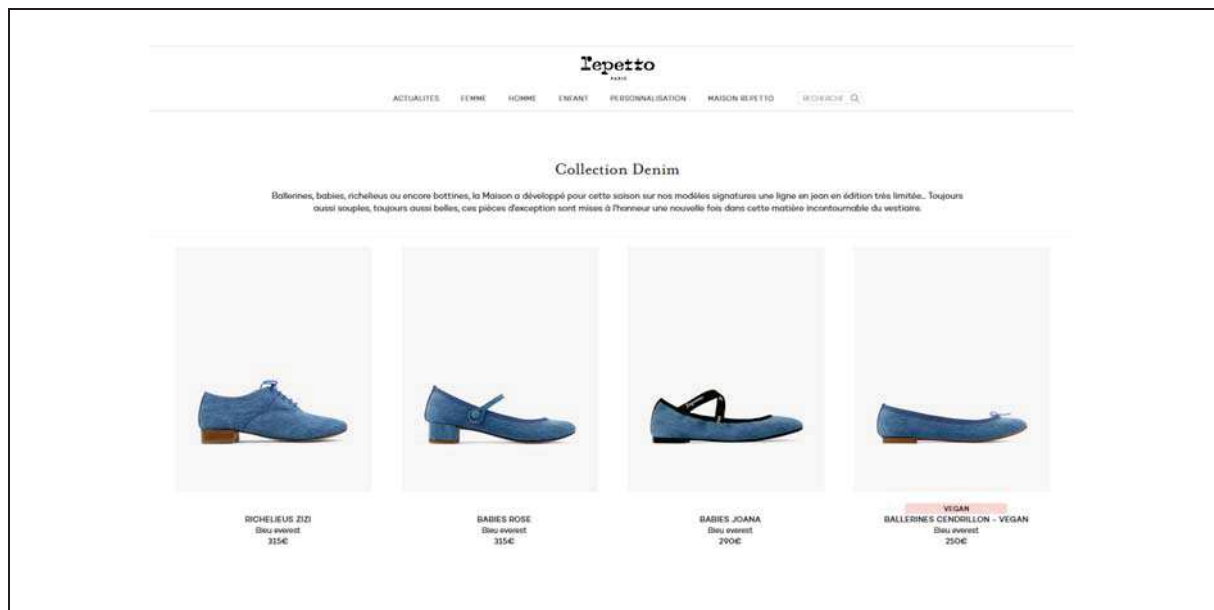 repetto
PARIS
ACTUALITÉS FEMME HOMME ENFANT PERSONNALISATION MAISON REPETTO RECHERCHE
Collection Denim
Ballerines, babies, richelieus ou encore bottines, la Maison a développé pour cette saison sur nos modèles signatures une ligne en jean en édition très limitée... Toujours
aussi souples, toujours aussi belles, ces pièces d'exception sont mises à l'honneur une nouvelle fois dans cette matière incontournable du vestiaire.
repetto
RICHELIEUS ZIZI
Bleu everest
315€
BABIES ROSE
Bleu everest
315€
BABIES JOANA
Bleu everest
290€
VEGAN
BALLERINES CENDRILLON - VEGAN
Bleu everest
250€